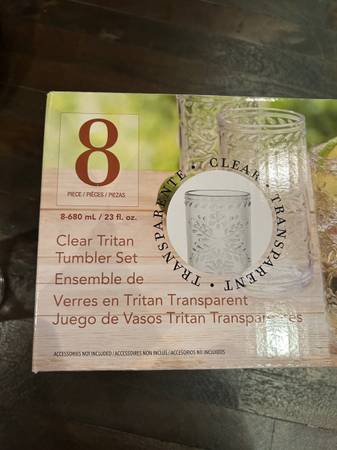 8
PIECE / PIÈCES / PIEZAS
8-680 mL / 23 fl. oz.
TRANSPARENTE • CLEAR • TRANSPARENT •
Clear Tritan
Tumbler Set
Ensemble de
Verres en Tritan Transparent
Juego de Vasos Tritan Transparentes
ACCESSORIES NOT INCLUDED / ACCESSOIRES NON INCLUS / ACCESORIOS NO INCLUIDOS